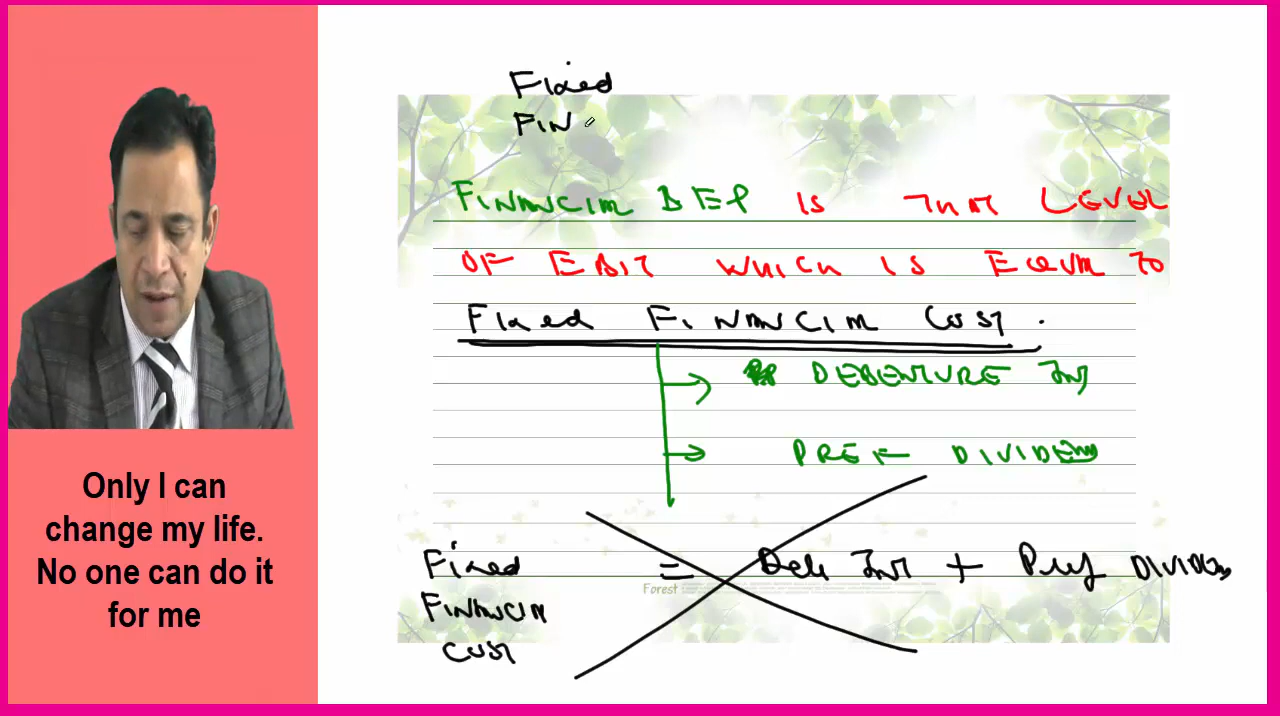 Fixed
FIN
FINANCIAL BEP IS THAT LEVEL
OF EBIT WHICH IS EQUAL TO
Fixed FINANCIAL COST.
DEBENTURE Int
PREF DIVIDEND
Fixed = Deb Int + Pref DIVIDEND
FINANCIAL
COST
Forest
Only I can
change my life.
No one can do it
for me